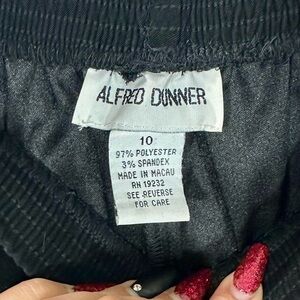 ALFRED DUNNER
10
97% POLYESTER
3% SPANDEX
MADE IN MACAU
RN 19232
SEE REVERSE
FOR CARE